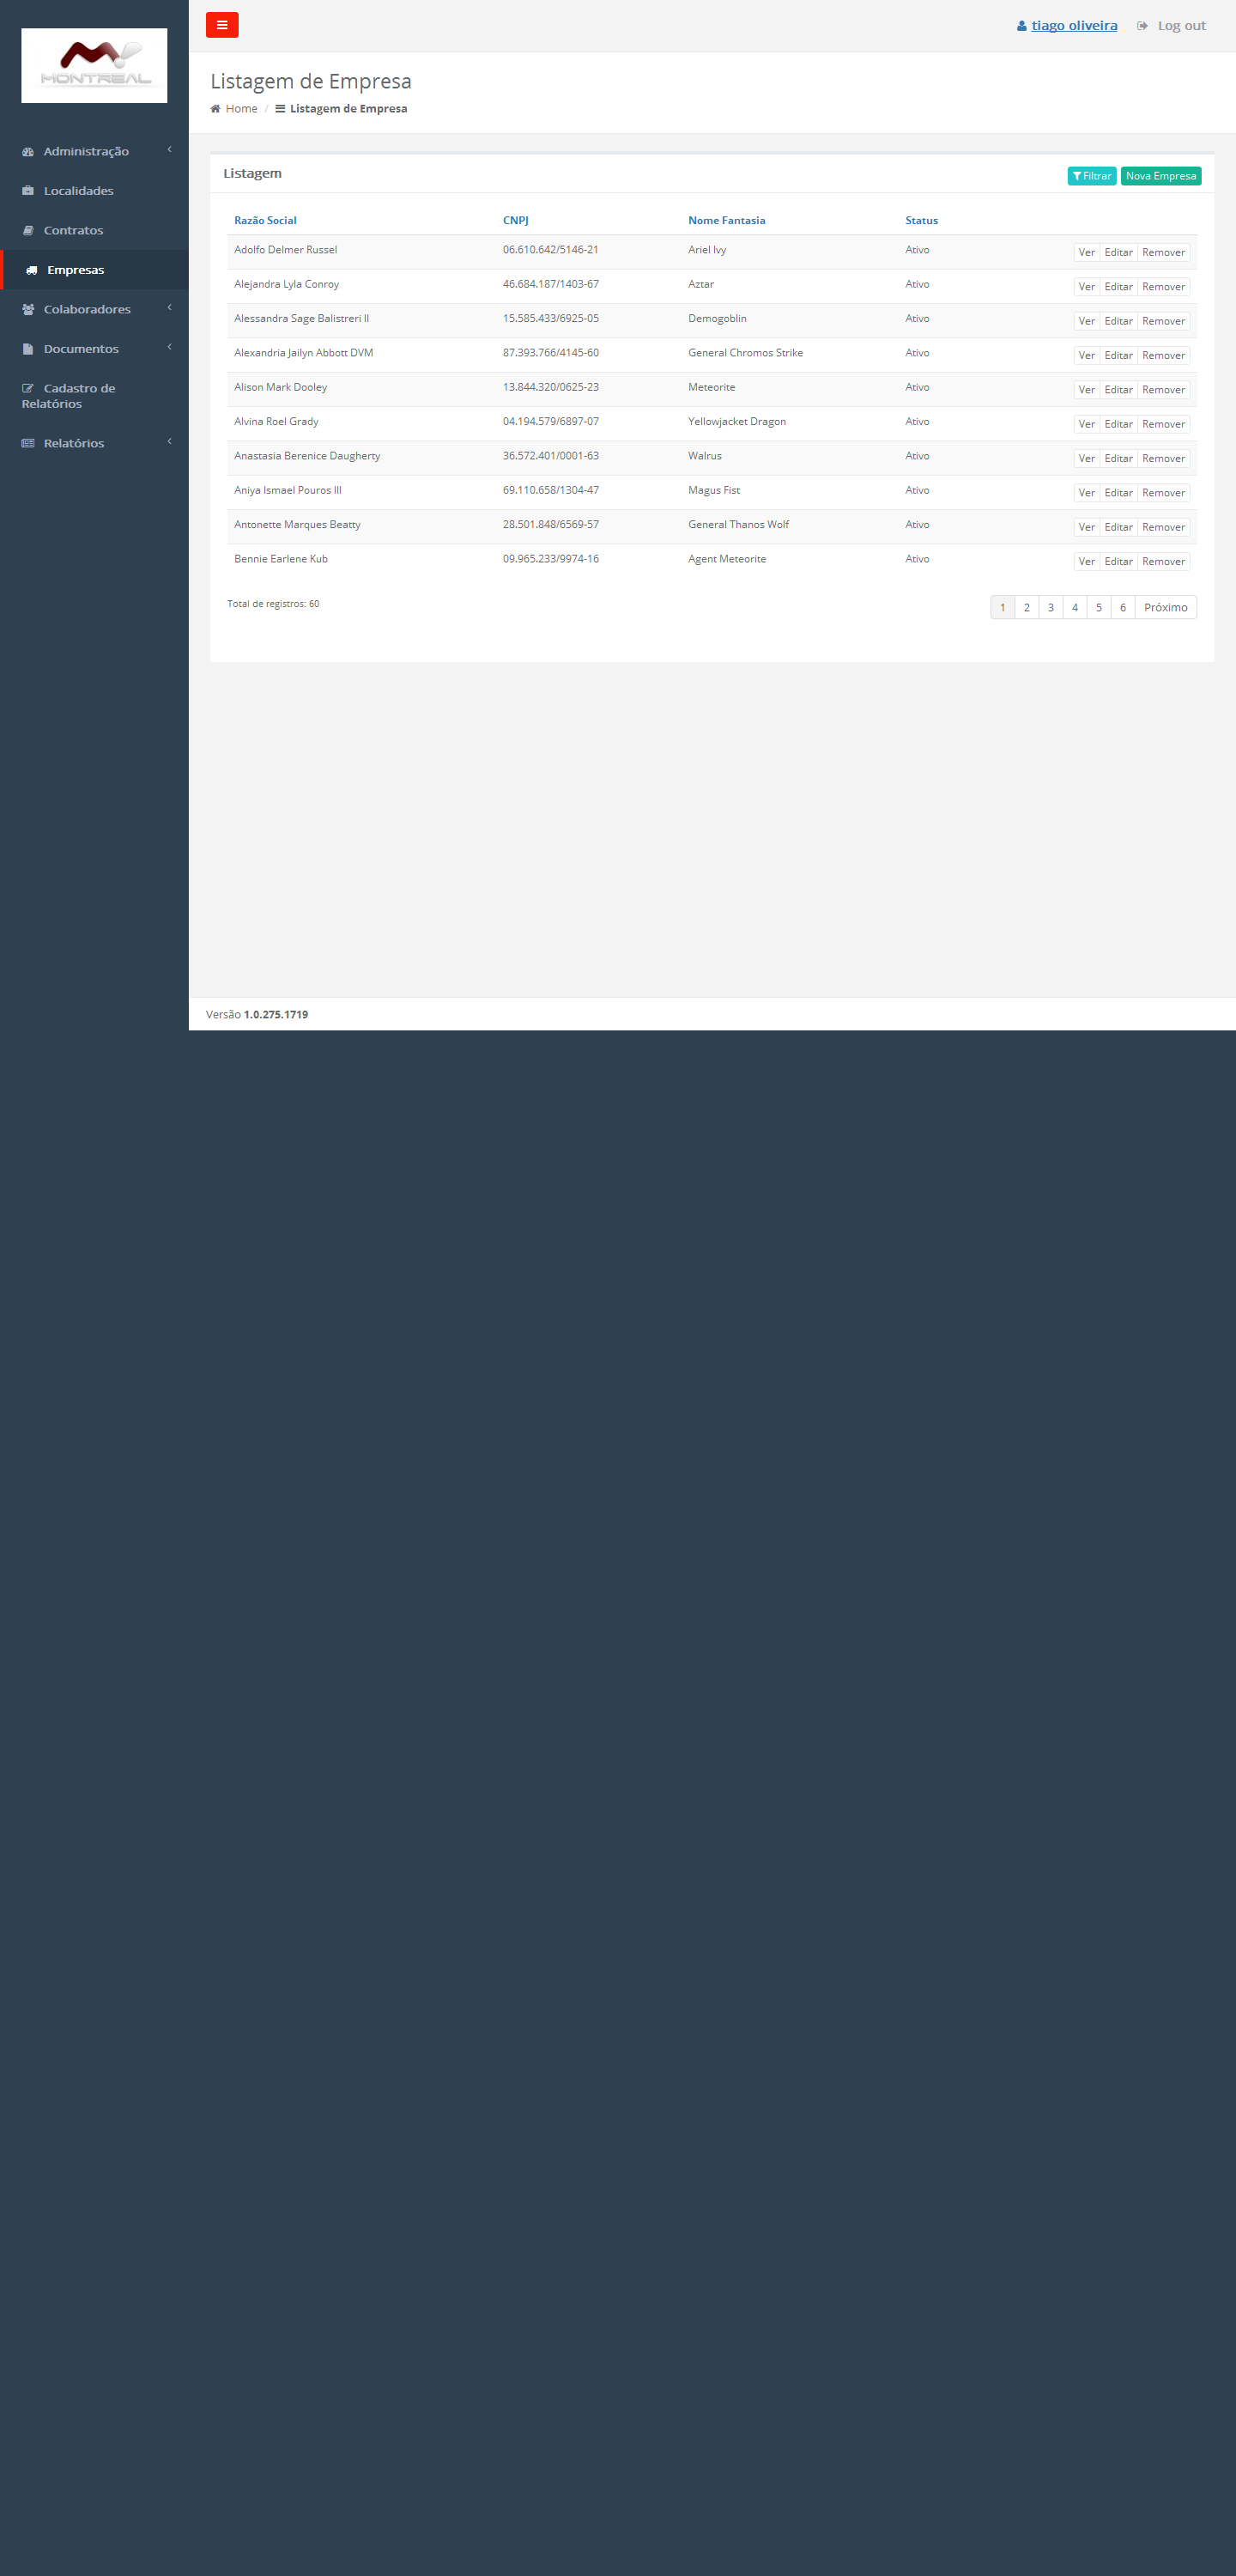 MONTREAL
tiago oliveira Log out
Listagem de Empresa
Home / Listagem de Empresa
Administração
Localidades
Contratos
Empresas
Colaboradores
Documentos
Cadastro de
Relatórios
Relatórios
Listagem Filtrar Nova Empresa
Razão Social CNPJ Nome Fantasia Status
Adolfo Delmer Russel 06.610.642/5146-21 Ariel Ivy Ativo Ver Editar Remover
Alejandra Lyla Conroy 46.684.187/1403-67 Aztar Ativo Ver Editar Remover
Alessandra Sage Balistreri II 15.585.433/6925-05 Demogoblin Ativo Ver Editar Remover
Alexandria Jailyn Abbott DVM 87.393.766/4145-60 General Chromos Strike Ativo Ver Editar Remover
Alison Mark Dooley 13.844.320/0625-23 Meteorite Ativo Ver Editar Remover
Alvina Roel Grady 04.194.579/6897-07 Yellowjacket Dragon Ativo Ver Editar Remover
Anastasia Berenice Daugherty 36.572.401/0001-63 Walrus Ativo Ver Editar Remover
Aniya Ismael Pouros III 69.110.658/1304-47 Magus Fist Ativo Ver Editar Remover
Antonette Marques Beatty 28.501.848/6569-57 General Thanos Wolf Ativo Ver Editar Remover
Bennie Earlene Kub 09.965.233/9974-16 Agent Meteorite Ativo Ver Editar Remover
Total de registros: 60 1 2 3 4 5 6 Próximo
Versão 1.0.275.1719